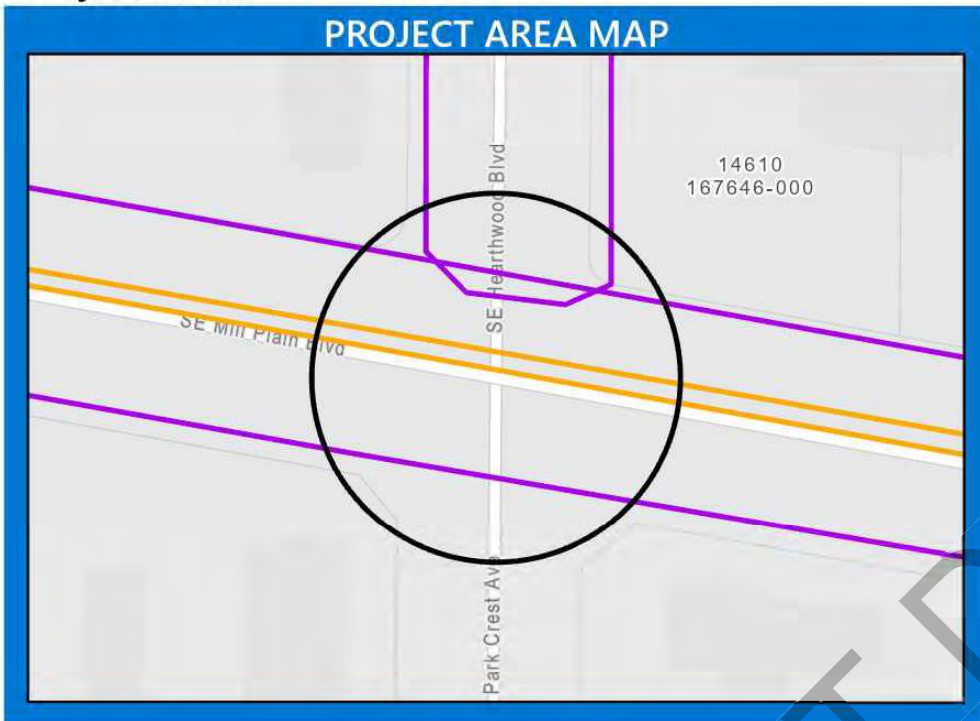 PROJECT AREA MAP
14610
167646-000
SE Hearthwood Blvd
SE Mill Plain Blvd
Park Crest Ave